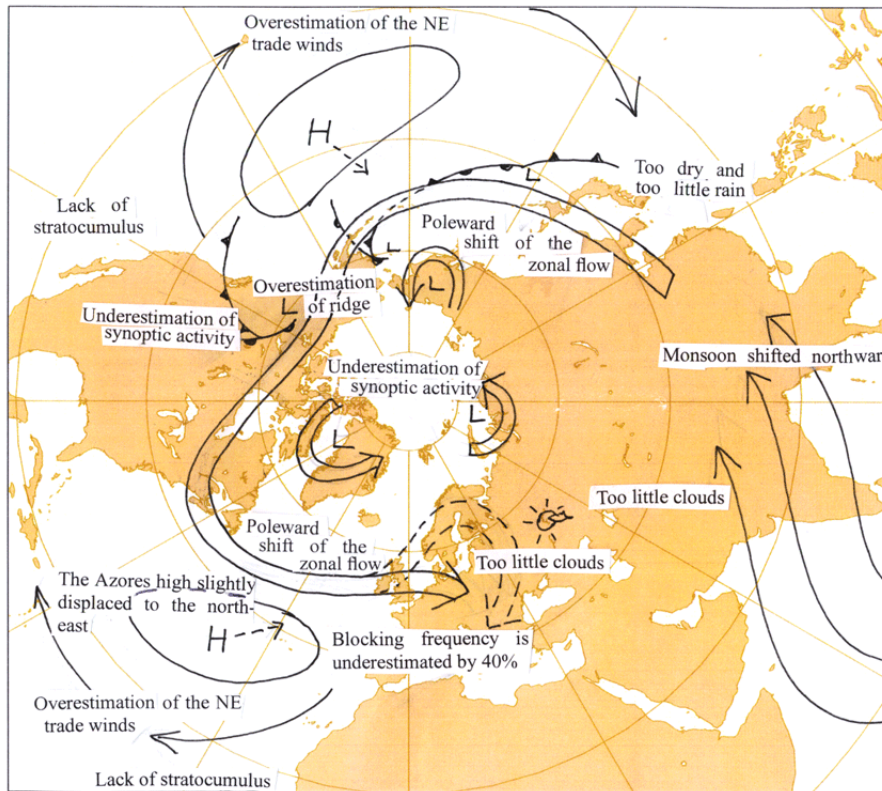 Overestimation of the NE
trade winds
H
Too dry and
too little rain
L
Lack of
stratocumulus
Poleward
shift of the
zonal flow
L
Overestimation
of ridge
L
L
Underestimation of
synoptic activity
Monsoon shifted northwar
Underestimation of
synoptic activity
L
L
Too little clouds
Poleward
shift of the
zonal flow
Too little clouds
The Azores high slightly
displaced to the north-
east
H
Blocking frequency is
underestimated by 40%
L
Overestimation of the NE
trade winds
Lack of stratocumulus